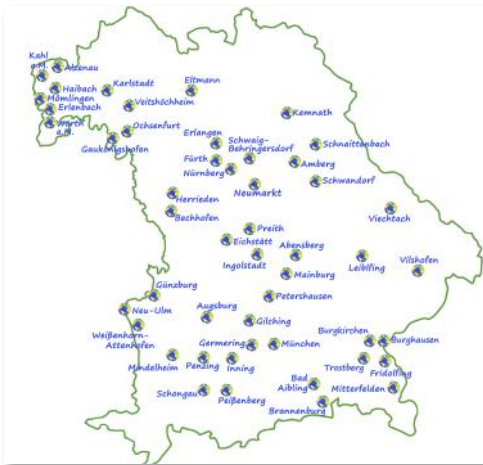 Kahl
a.M.
Alzenau
Haibach
Karlstadt
Eltmann
Mömlingen
Erlenbach
Veitshöchheim
Kemnath
Wörth
a.M.
Ochsenfurt
Gaukönigshofen
Erlangen
Schwaig-
Behringersdorf
Schnaittenbach
Fürth
Nürnberg
Amberg
Neumarkt
Schwandorf
Herrieden
Bechhofen
Viechtach
Preith
Eichstätt
Abensberg
Ingolstadt
Leiblfing
Vilshofen
Mainburg
Günzburg
Petershausen
Neu-Ulm
Augsburg
Gilching
Weißenhorn-
Attenhofen
Burgkirchen
Burghausen
Germering
München
Mindelheim
Penzing
Inning
Trostberg
Fridolfing
Bad
Aibling
Mitterfelden
Schongau
Peißenberg
Brannenburg